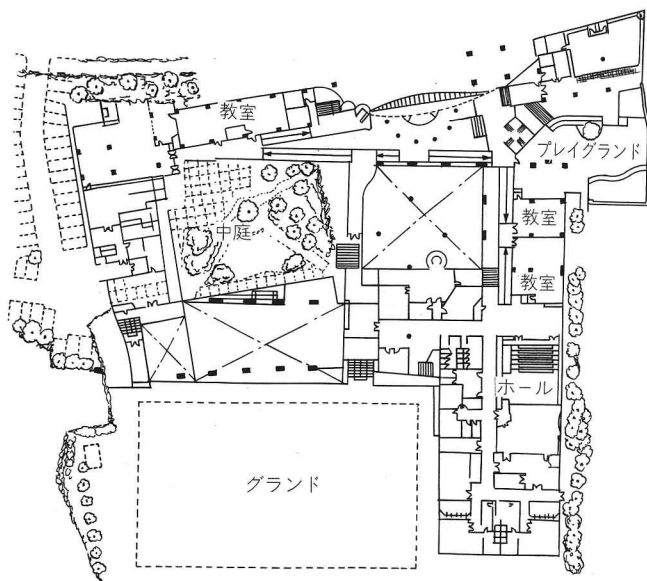 教室
プレイグランド
中庭
教室
教室
ホール
グランド